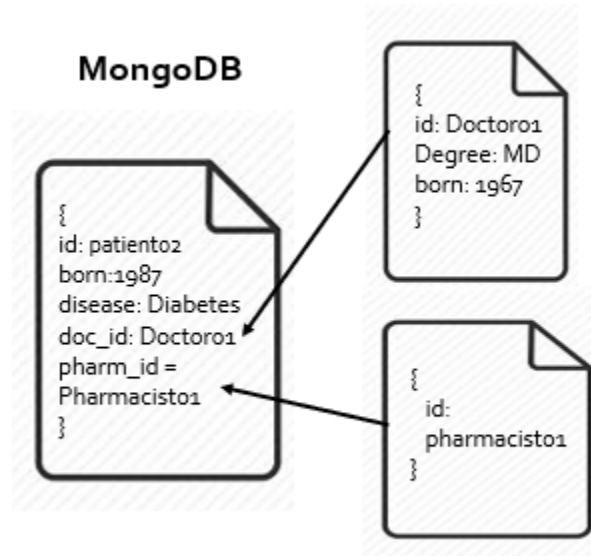 MongoDB
{
id: patient02
born:1987
disease: Diabetes
doc_id: Doctor01
pharm_id =
Pharmacist01
}
{
id: Doctor01
Degree: MD
born: 1967
}
{
id:
pharmacist01
}